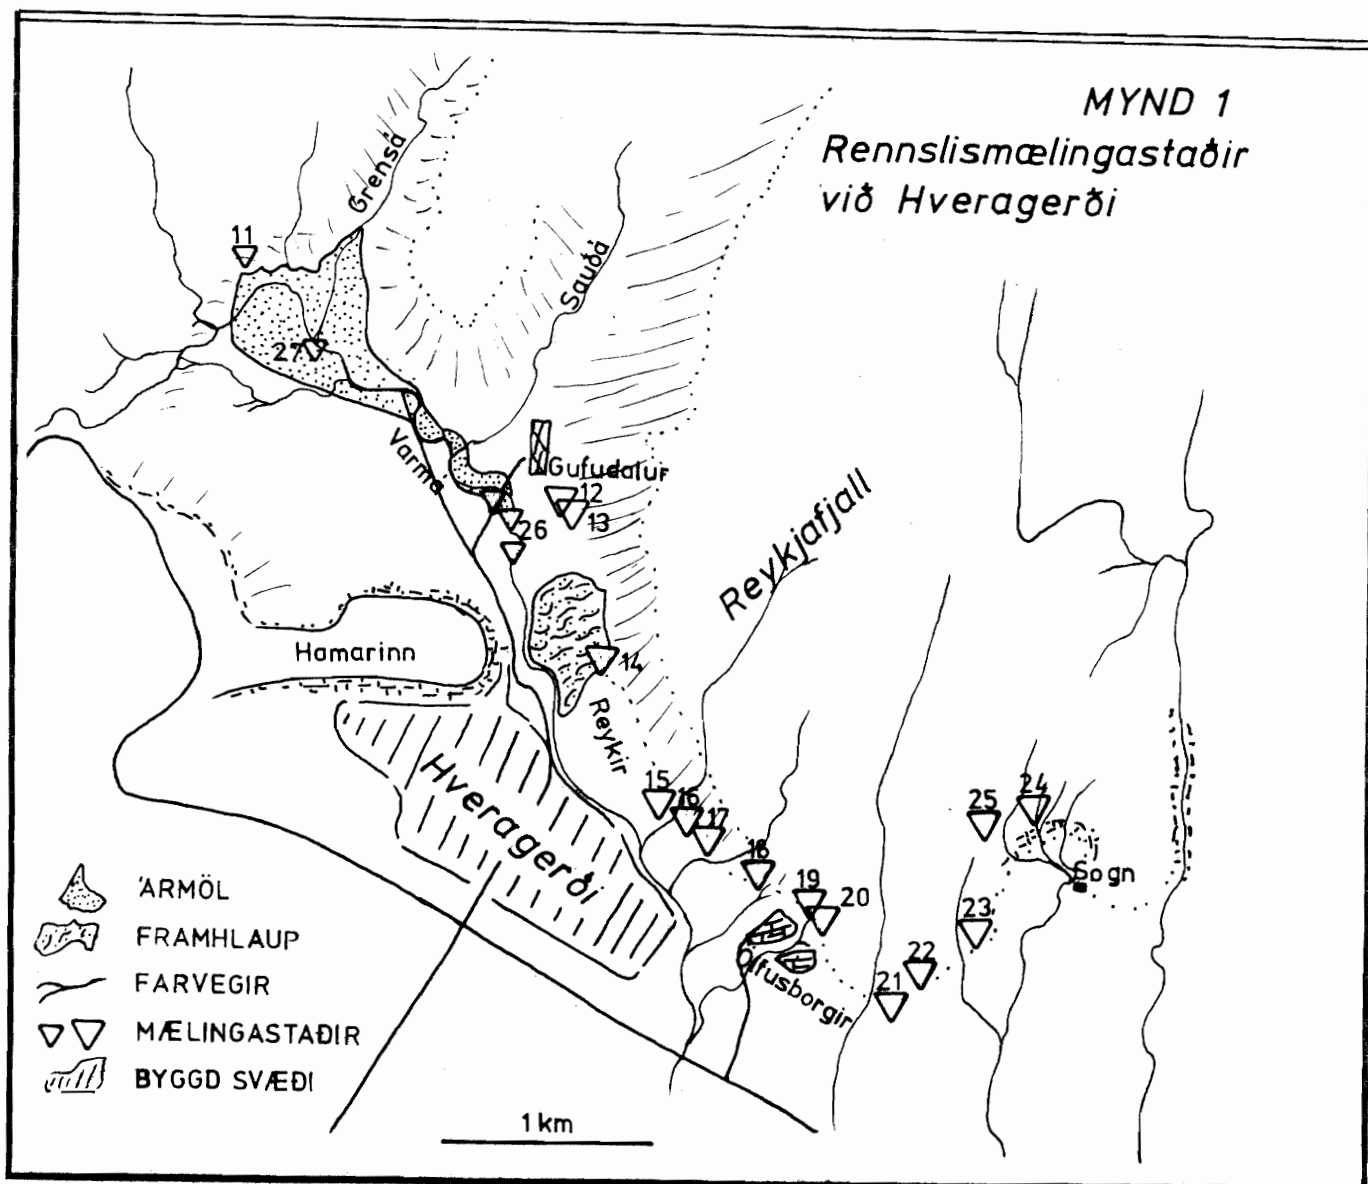 MYND 1
Rennslismælingastaðir
við Hveragerði
Grensá
Sauðá
11
27
Varmá
Gufudalur
12
13
26
Reykjafjall
Hamarinn
14
Reykir
Hveragerði
15
16
17
18
19
20
Ölfusborgir
21
22
23
24
25
Sogn
ÁRMÖL
FRAMHLAUP
FARVEGIR
MÆLINGASTAÐIR
BYGGD SVÆÐI
1 km